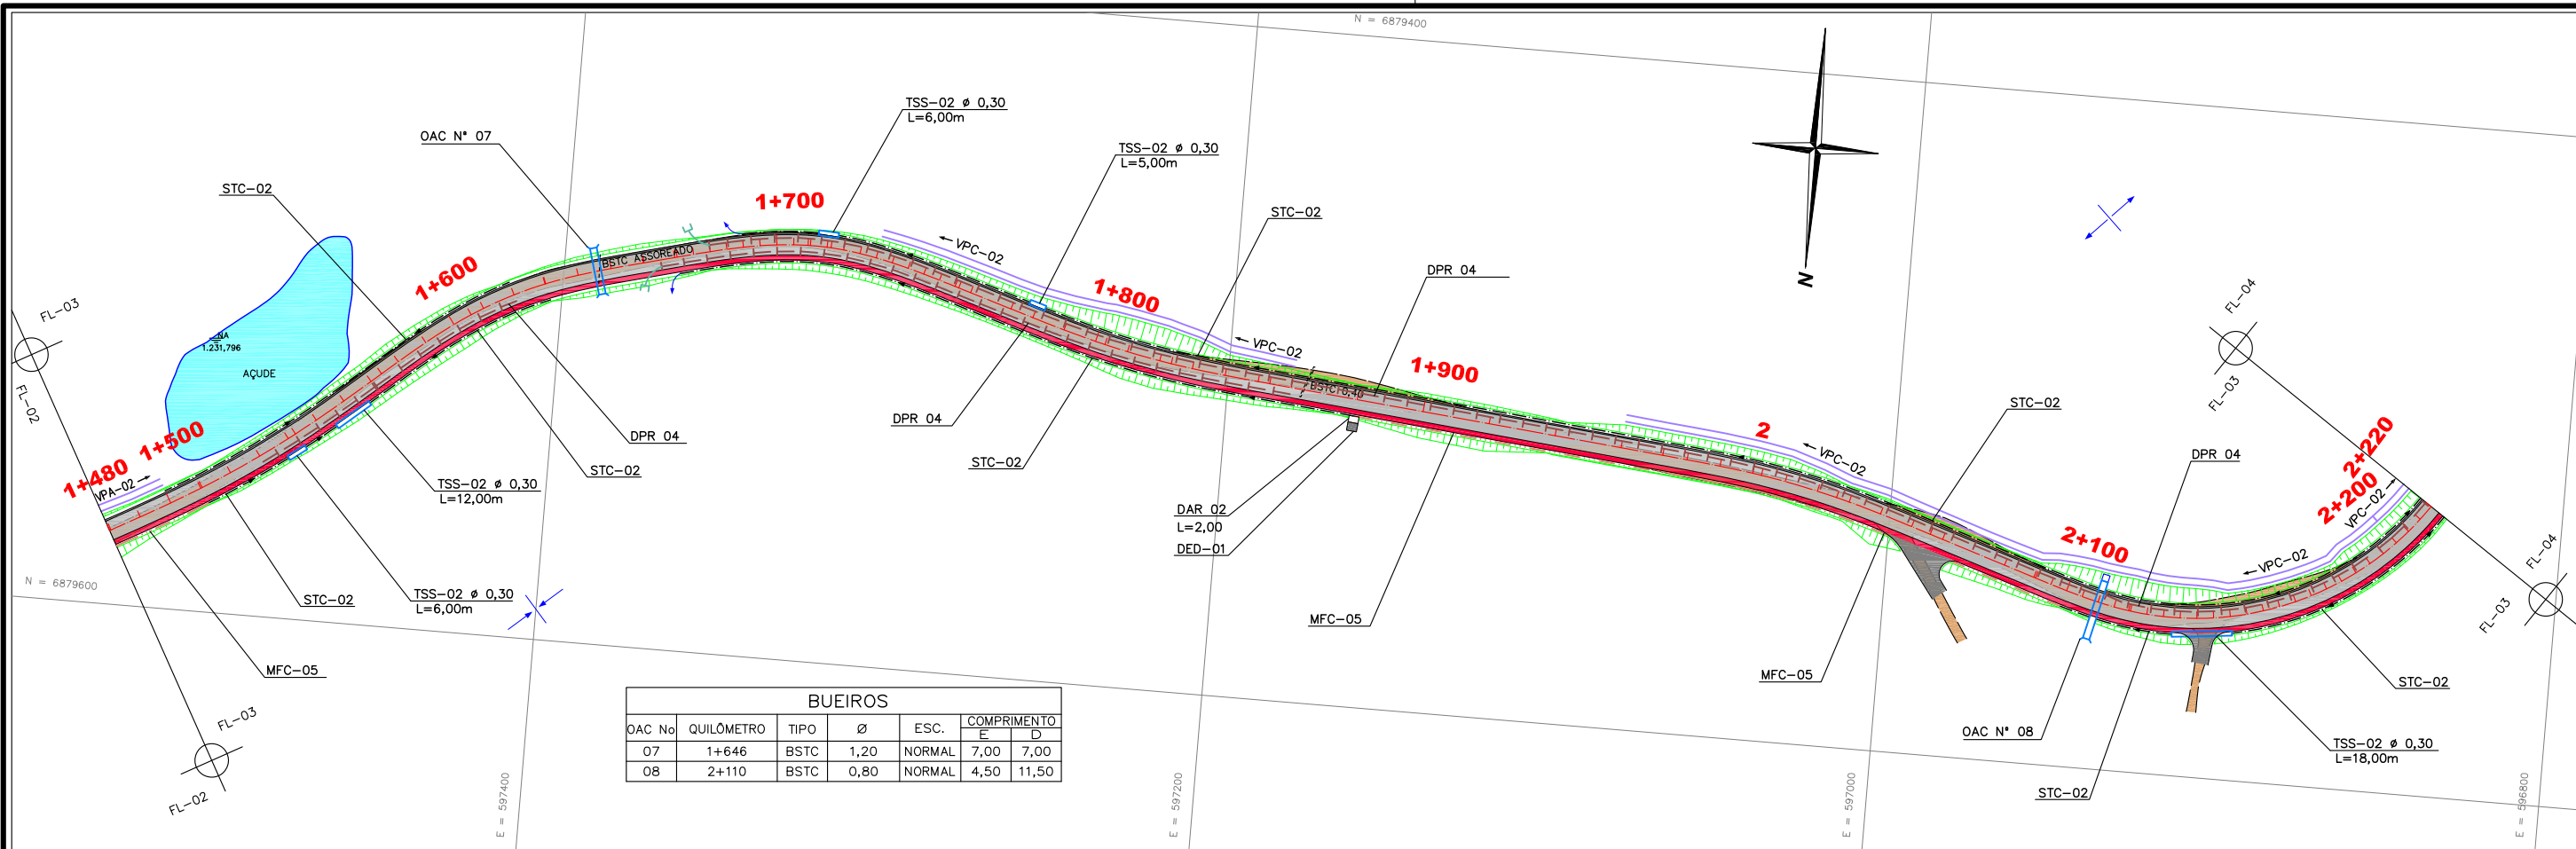 N = 6879400
TSS-02 ø 0,30
L=6,00m
OAC N° 07
TSS-02 ø 0,30
L=5,00m
STC-02
1+700
STC-02
VPC-02
BSTC ASSOREADO
1+600
1+800
DPR 04
FL-03
FL-02
NA
1.231,796
AÇUDE
VPC-02
1+900
BSTC 0,40
FL-04
FL-03
1+500
1+480
VPA-02
DPR 04
STC-02
DPR 04
STC-02
TSS-02 ø 0,30
L=12,00m
STC-02
2
VPC-02
DPR 04
2+220
2+200
VPC-02
DAR 02
L=2,00
DED-01
2+100
VPC-02
FL-04
FL-03
N = 6879600
STC-02
TSS-02 ø 0,30
L=6,00m
MFC-05
MFC-05
MFC-05
STC-02
N
OAC N° 08
TSS-02 ø 0,30
L=18,00m
STC-02
FL-03
FL-02
BUEIROS
OAC No QUILÔMETRO TIPO Ø ESC. COMPRIMENTO
E D
07 1+646 BSTC 1,20 NORMAL 7,00 7,00
08 2+110 BSTC 0,80 NORMAL 4,50 11,50
E = 597400
E = 597200
E = 597000
E = 596800